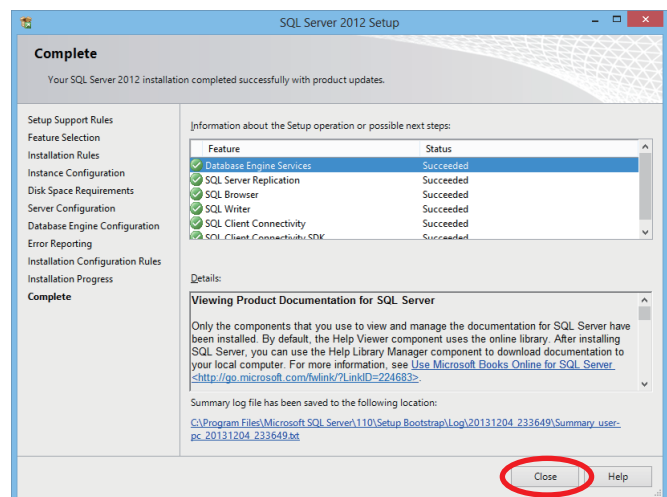 SQL Server 2012 Setup
Complete
Your SQL Server 2012 installation completed successfully with product updates.
Setup Support Rules
Feature Selection
Installation Rules
Instance Configuration
Disk Space Requirements
Server Configuration
Database Engine Configuration
Error Reporting
Installation Configuration Rules
Installation Progress
Complete
Information about the Setup operation or possible next steps:
Feature Status
Database Engine Services Succeeded
SQL Server Replication Succeeded
SQL Browser Succeeded
SQL Writer Succeeded
SQL Client Connectivity Succeeded
SQL Client Connectivity SDK Succeeded
Details:
Viewing Product Documentation for SQL Server
Only the components that you use to view and manage the documentation for SQL Server have
been installed. By default, the Help Viewer component uses the online library. After installing
SQL Server, you can use the Help Library Manager component to download documentation to
your local computer. For more information, see Use Microsoft Books Online for SQL Server
<http://go.microsoft.com/fwlink/?LinkID=224683>.
Summary log file has been saved to the following location:
C:\Program Files\Microsoft SQL Server\110\Setup Bootstrap\Log\20131204_233649\Summary_user-
pc_20131204_233649.txt
Close Help